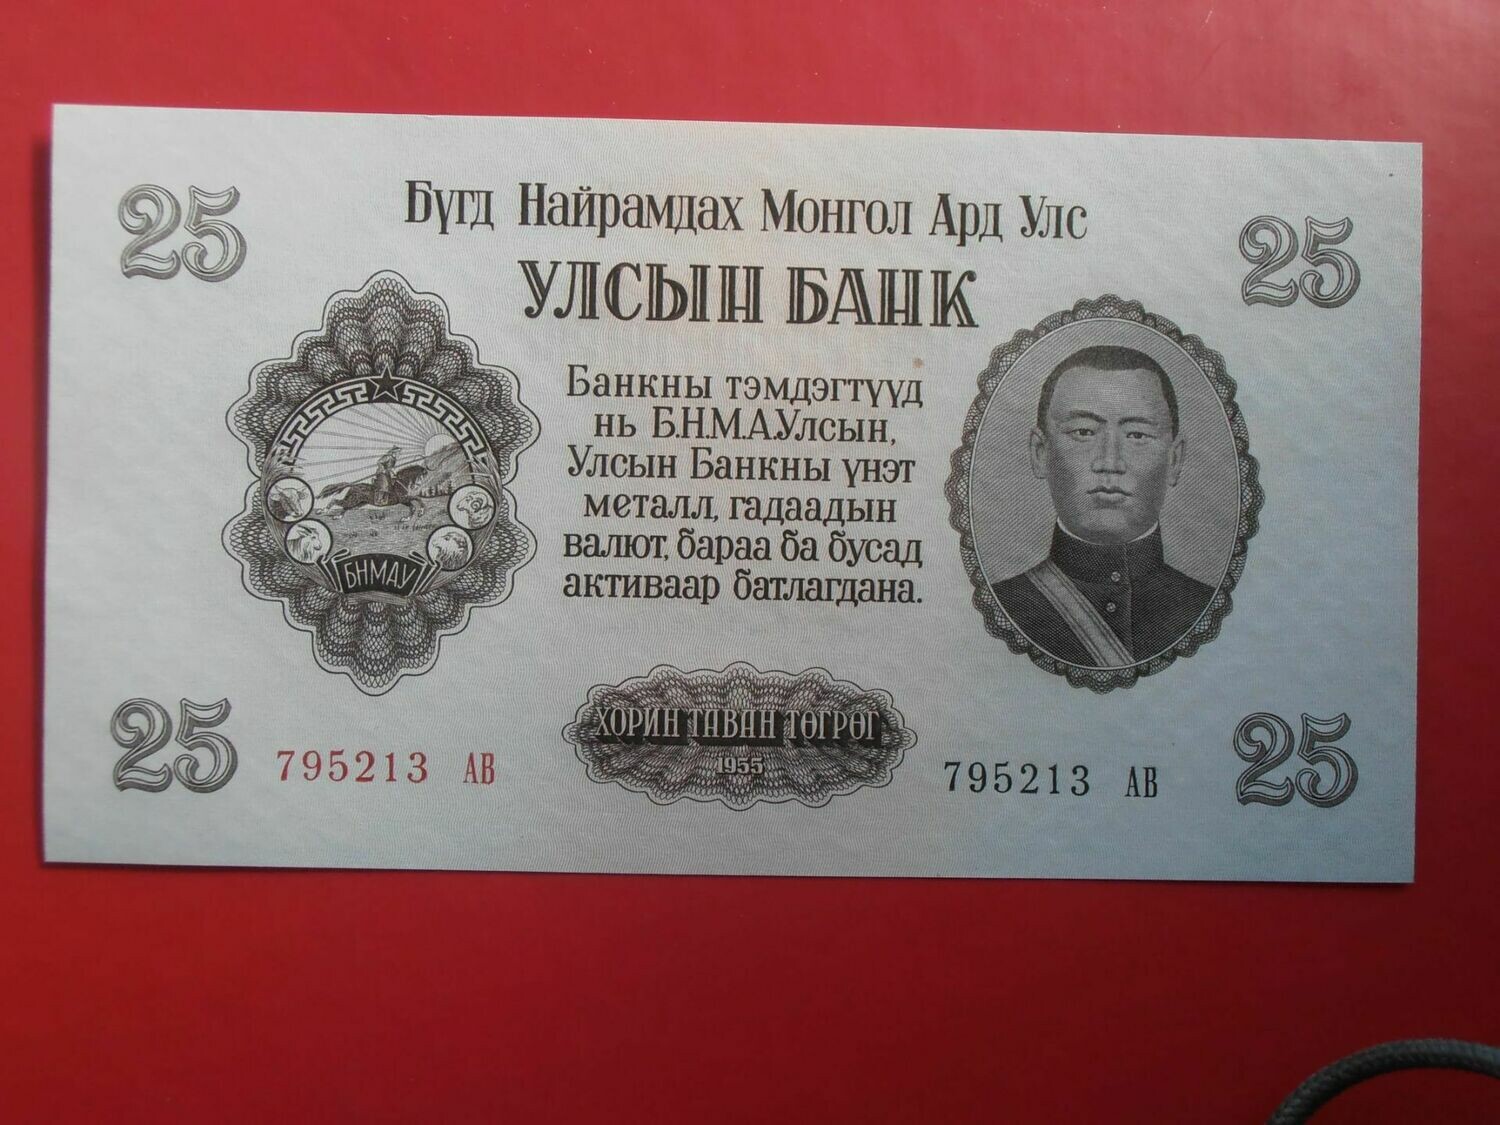 25
Бүгд Найрамдах Монгол Ард Улс
25
УЛСЫН БАНК
Банкны тэмдэгтүүд
нь Б.Н.М.А.Улсын,
Улсын Банкны үнэт
металл, гадаадын
валют, бараа ба бусад
активаар батлагдана.
БНМАУ
ХОРИН ТАВАН ТӨГРӨГ
1955
25
795213 АВ
795213 АВ
25